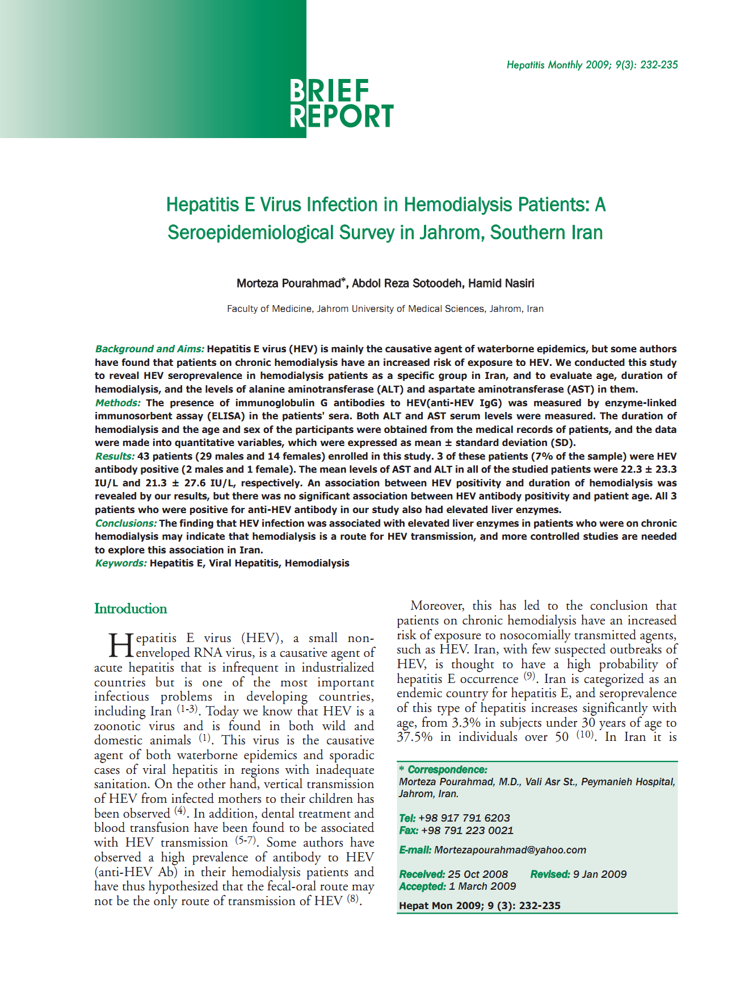 Hepatitis Monthly 2009; 9(3): 232-235
BRIEF
REPORT
Hepatitis E Virus Infection in Hemodialysis Patients: A
Seroepidemiological Survey in Jahrom, Southern Iran
Morteza Pourahmad*, Abdol Reza Sotoodeh, Hamid Nasiri
Faculty of Medicine, Jahrom University of Medical Sciences, Jahrom, Iran
Background and Aims: Hepatitis E virus (HEV) is mainly the causative agent of waterborne epidemics, but some authors
have found that patients on chronic hemodialysis have an increased risk of exposure to HEV. We conducted this study
to reveal HEV seroprevalence in hemodialysis patients as a specific group in Iran, and to evaluate age, duration of
hemodialysis, and the levels of alanine aminotransferase (ALT) and aspartate aminotransferase (AST) in them.
Methods: The presence of immunoglobulin G antibodies to HEV(anti-HEV IgG) was measured by enzyme-linked
immunosorbent assay (ELISA) in the patients' sera. Both ALT and AST serum levels were measured. The duration of
hemodialysis and the age and sex of the participants were obtained from the medical records of patients, and the data
were made into quantitative variables, which were expressed as mean ± standard deviation (SD).
Results: 43 patients (29 males and 14 females) enrolled in this study. 3 of these patients (7% of the sample) were HEV
antibody positive (2 males and 1 female). The mean levels of AST and ALT in all of the studied patients were 22.3 ± 23.3
IU/L and 21.3 ± 27.6 IU/L, respectively. An association between HEV positivity and duration of hemodialysis was
revealed by our results, but there was no significant association between HEV antibody positivity and patient age. All 3
patients who were positive for anti-HEV antibody in our study also had elevated liver enzymes.
Conclusions: The finding that HEV infection was associated with elevated liver enzymes in patients who were on chronic
hemodialysis may indicate that hemodialysis is a route for HEV transmission, and more controlled studies are needed
to explore this association in Iran.
Keywords: Hepatitis E, Viral Hepatitis, Hemodialysis
Introduction
Hepatitis E virus (HEV), a small non-
enveloped RNA virus, is a causative agent of
acute hepatitis that is infrequent in industrialized
countries but is one of the most important
infectious problems in developing countries,
including Iran (1-3). Today we know that HEV is a
zoonotic virus and is found in both wild and
domestic animals (1). This virus is the causative
agent of both waterborne epidemics and sporadic
cases of viral hepatitis in regions with inadequate
sanitation. On the other hand, vertical transmission
of HEV from infected mothers to their children has
been observed (4). In addition, dental treatment and
blood transfusion have been found to be associated
with HEV transmission (5-7). Some authors have
observed a high prevalence of antibody to HEV
(anti-HEV Ab) in their hemodialysis patients and
have thus hypothesized that the fecal-oral route may
not be the only route of transmission of HEV (8).
Moreover, this has led to the conclusion that
patients on chronic hemodialysis have an increased
risk of exposure to nosocomially transmitted agents,
such as HEV. Iran, with few suspected outbreaks of
HEV, is thought to have a high probability of
hepatitis E occurrence (9). Iran is categorized as an
endemic country for hepatitis E, and seroprevalence
of this type of hepatitis increases significantly with
age, from 3.3% in subjects under 30 years of age to
37.5% in individuals over 50 (10). In Iran it is
* Correspondence:
Morteza Pourahmad, M.D., Vali Asr St., Peymanieh Hospital,
Jahrom, Iran.
Tel: +98 917 791 6203
Fax: +98 791 223 0021
E-mail: Mortezapourahmad@yahoo.com
Received: 25 Oct 2008 Revised: 9 Jan 2009
Accepted: 1 March 2009
Hepat Mon 2009; 9 (3): 232-235